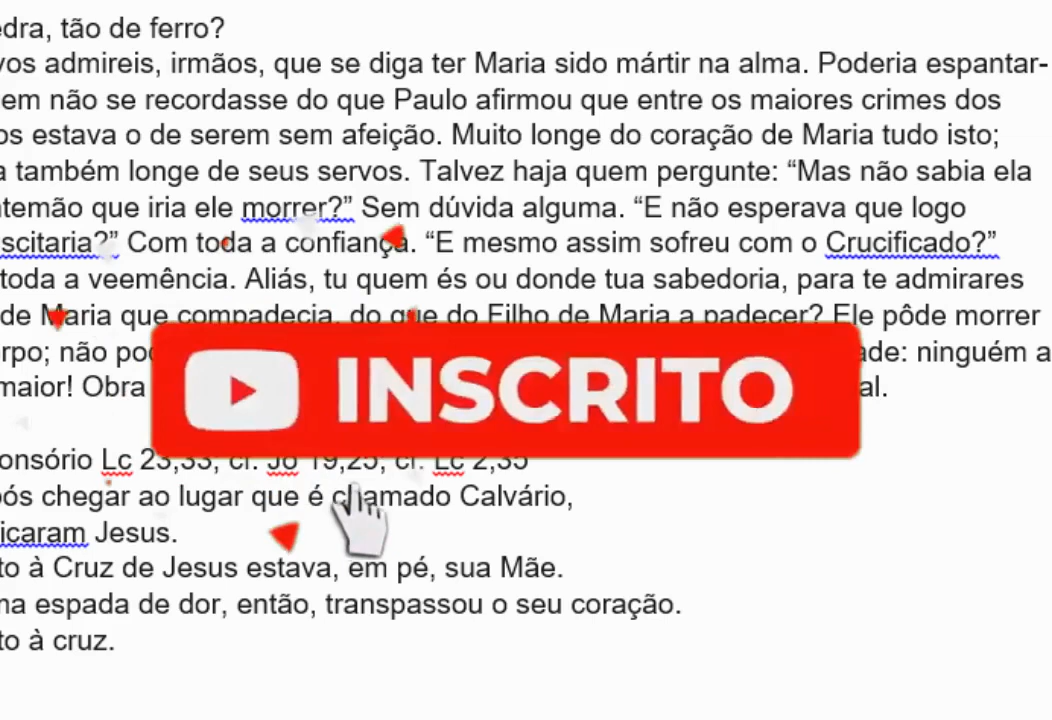 edra, tão de ferro?
vos admireis, irmãos, que se diga ter Maria sido mártir na alma. Poderia espantar-
em não se recordasse do que Paulo afirmou que entre os maiores crimes dos
os estava o de serem sem afeição. Muito longe do coração de Maria tudo isto;
a também longe de seus servos. Talvez haja quem pergunte: “Mas não sabia ela
ntemão que iria ele morrer?” Sem dúvida alguma. “E não esperava que logo
scitaria?” Com toda a confiança. “E mesmo assim sofreu com o Crucificado?”
toda a veemência. Aliás, tu quem és ou donde tua sabedoria, para te admirares
de Maria que compadecia, do que do Filho de Maria a padecer? Ele pôde morrer
rpo; não po ade: ninguém a
maior! Obra al.
INSCRITO
onsório Lc 23,33; cf. Jo 19,25; cf. Lc 2,35
pós chegar ao lugar que é chamado Calvário,
icaram Jesus.
to à Cruz de Jesus estava, em pé, sua Mãe.
ma espada de dor, então, transpassou o seu coração.
to à cruz.